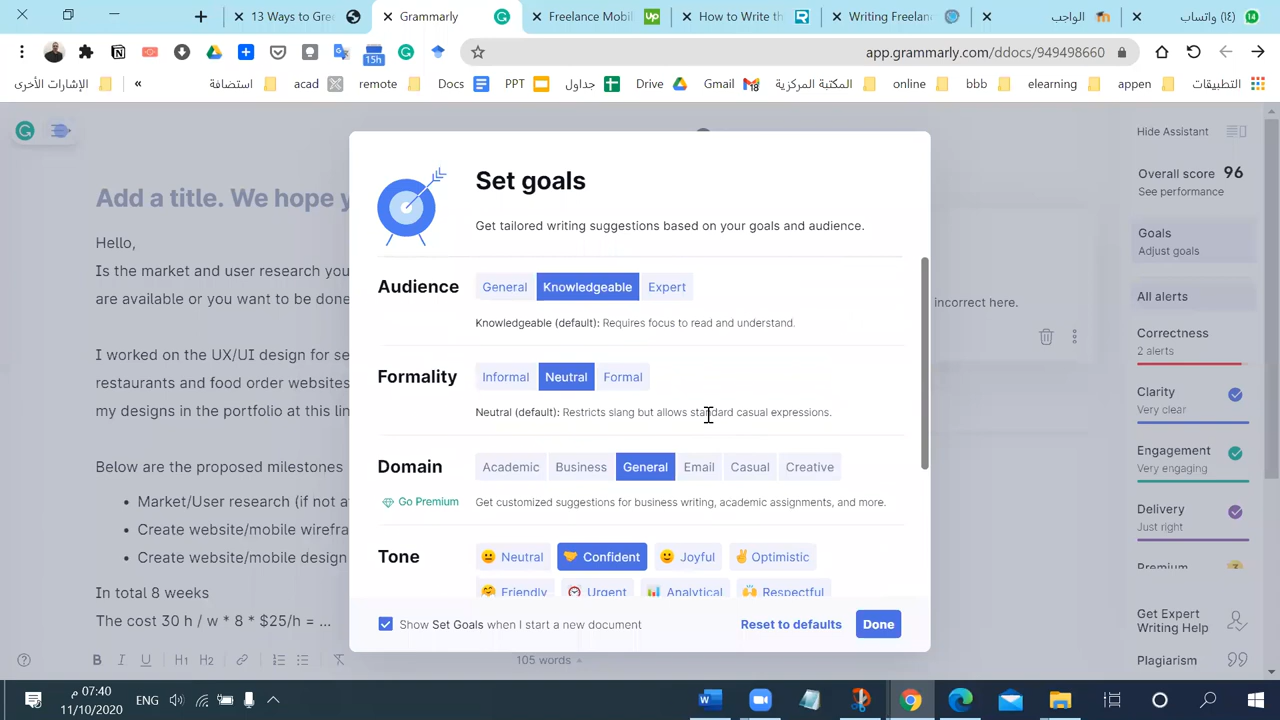 13 Ways to Gre
Grammarly
Freelance Mobil
How to Write th
Writing Freelan
الواجب
(١٤) واتساب
app.grammarly.com/ddocs/949498660
15h
الإشارات الأخرى
»
استضافة
acad
remote
Docs
PPT
جداول
Drive
Gmail
المكتبة المركزية
online
bbb
elearning
appen
التطبيقات
Hide Assistant
Overall score 96
See performance
Goals
Adjust goals
All alerts
Correctness
2 alerts
Clarity
Very clear
Engagement
Very engaging
Delivery
Just right
Premium
Get Expert
Writing Help
Plagiarism
Add a title. We hope y
Hello,
Is the market and user research you
are available or you want to be done
I worked on the UX/UI design for se
restaurants and food order websites
my designs in the portfolio at this lin
Below are the proposed milestones
• Market/User research (if not a
• Create website/mobile wirefra
• Create website/mobile design
In total 8 weeks
The cost 30 h / w * 8 * $25/h = ...
incorrect here.
Set goals
Get tailored writing suggestions based on your goals and audience.
Audience General Knowledgeable Expert
Knowledgeable (default): Requires focus to read and understand.
Formality Informal Neutral Formal
Neutral (default): Restricts slang but allows standard casual expressions.
Domain Academic Business General Email Casual Creative
Go Premium Get customized suggestions for business writing, academic assignments, and more.
Tone Neutral Confident Joyful Optimistic
Friendly Urgent Analytical Respectful
Show Set Goals when I start a new document
Reset to defaults
Done
B I U H1 H2
105 words
07:40 م
11/10/2020
ENG